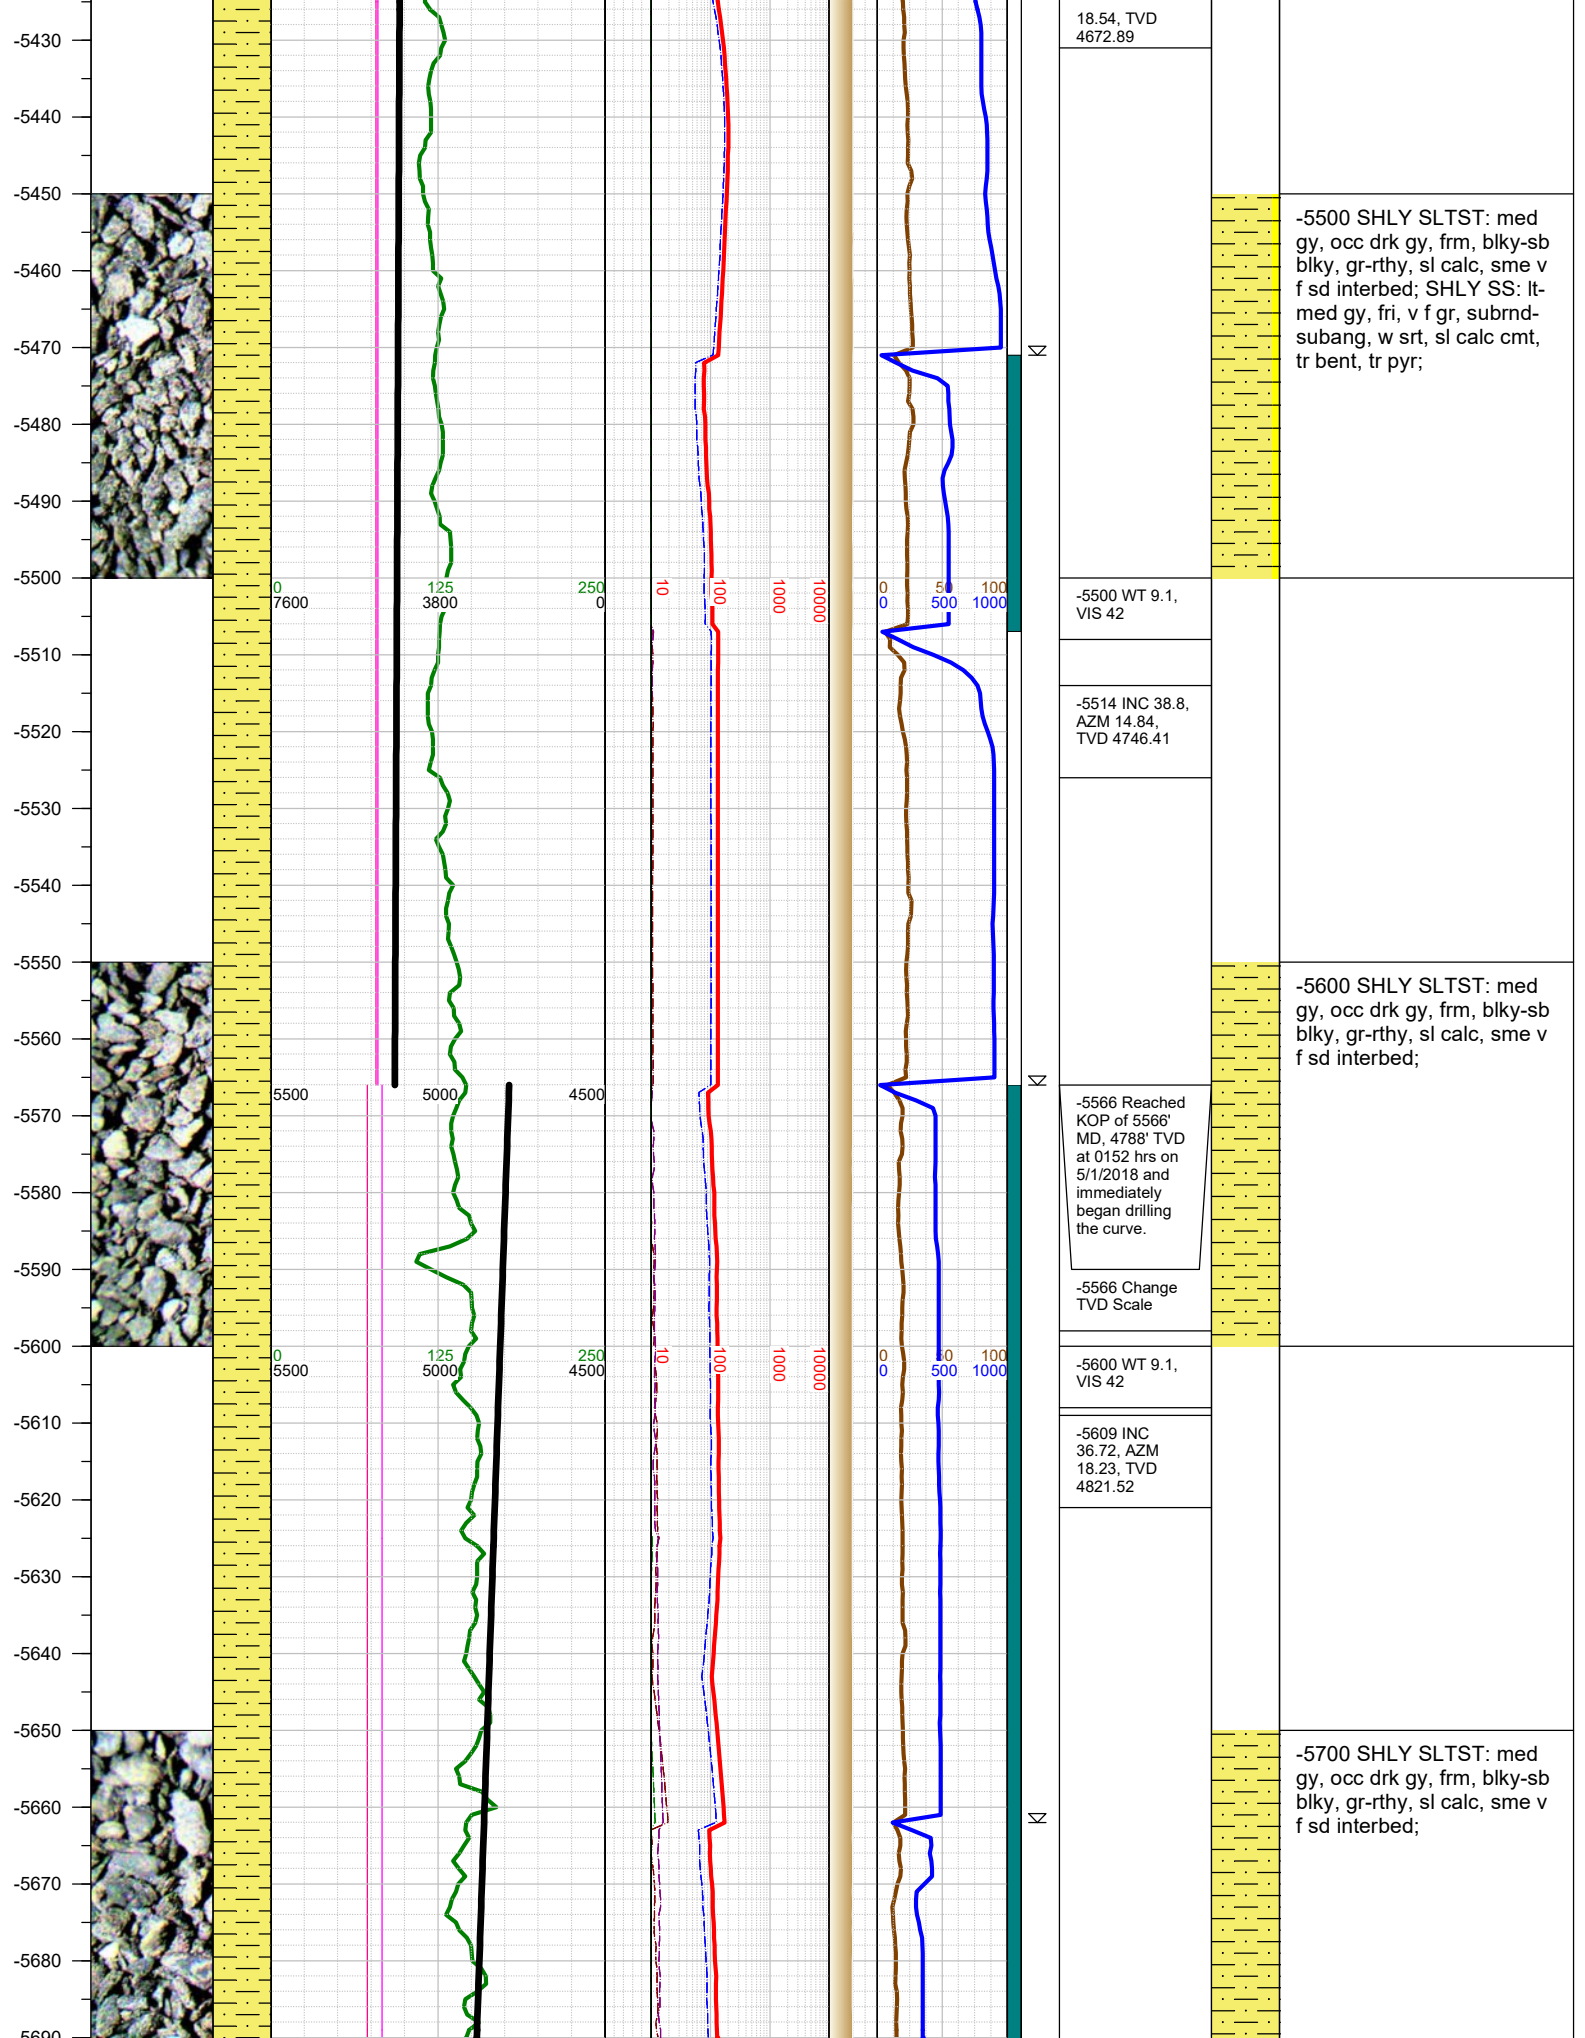 18.54, TVD
4672.89
-5430
-5440
-5450
-5500 SHLY SLTST: med
gy, occ drk gy, frm, blky-sb
blky, gr-rthy, sl calc, sme v
f sd interbed; SHLY SS: lt-
med gy, fri, v f gr, subrnd-
subang, w srt, sl calc cmt,
tr bent, tr pyr;
-5460
-5470
-5480
-5490
-5500
0 125 250 10 100 1000 10000 0 50 100
7600 3800 0 0 500 1000
-5500 WT 9.1,
VIS 42
-5510
-5514 INC 38.8,
AZM 14.84,
TVD 4746.41
-5520
-5530
-5540
-5550
-5600 SHLY SLTST: med
gy, occ drk gy, frm, blky-sb
blky, gr-rthy, sl calc, sme v
f sd interbed;
-5560
5500 5000 4500
-5566 Reached
KOP of 5566'
MD, 4788' TVD
at 0152 hrs on
5/1/2018 and
immediately
began drilling
the curve.
-5570
-5580
-5590
-5566 Change
TVD Scale
-5600
0 125 250 10 100 1000 10000 0 50 100
5500 5000 4500 0 500 1000
-5600 WT 9.1,
VIS 42
-5610
-5609 INC
36.72, AZM
18.23, TVD
4821.52
-5620
-5630
-5640
-5650
-5700 SHLY SLTST: med
gy, occ drk gy, frm, blky-sb
blky, gr-rthy, sl calc, sme v
f sd interbed;
-5660
-5670
-5680
-5690